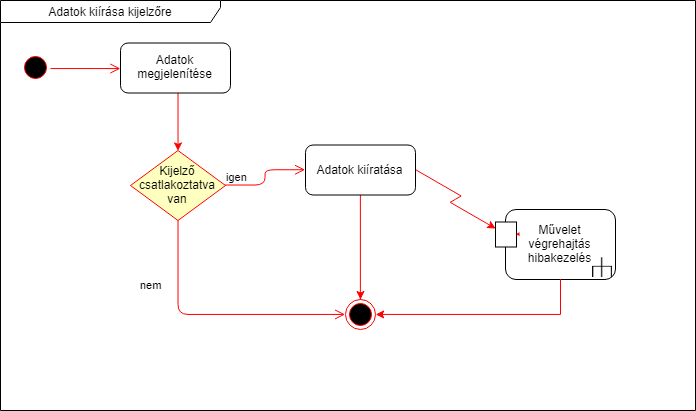 Adatok kiírása kijelzőre
Adatok
megjelenítése
Kijelző
csatlakoztatva
van
igen
Adatok kiíratása
Művelet
végrehajtás
hibakezelés
nem